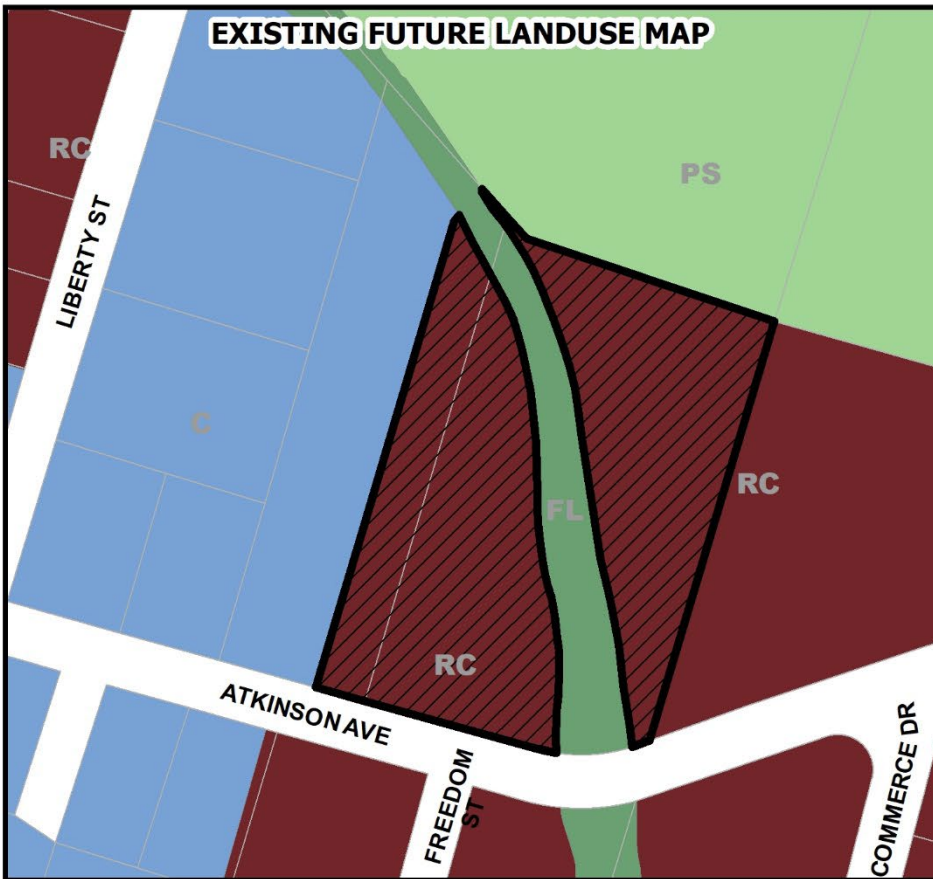 EXISTING FUTURE LANDUSE MAP
RC
PS
LIBERTY ST
C
RC
FL
RC
ATKINSON AVE
FREEDOM
ST
COMMERCE DR